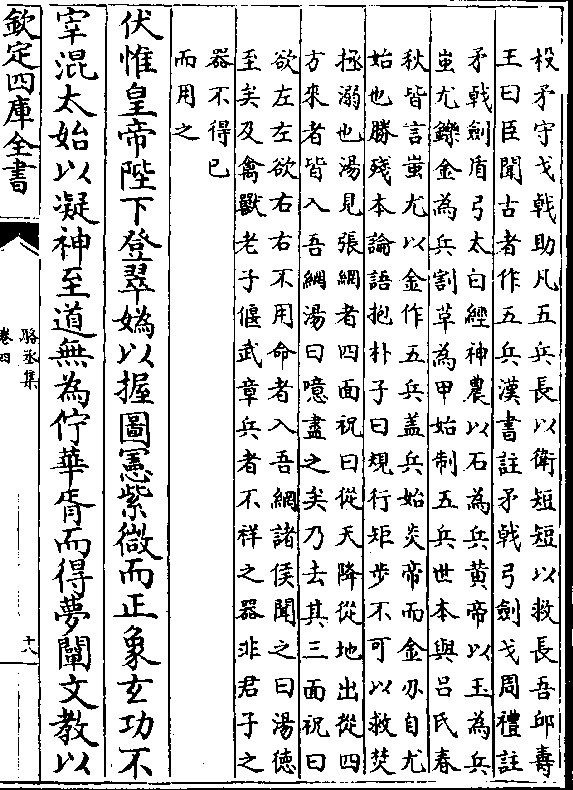 殳矛守戈戟助凡五兵長以衛短短以救長吾邱壽
王曰臣聞古者作五兵漢書註矛戟弓劍戈周禮註
矛戟劍盾弓太白經神農以石為兵黃帝以玉為兵
蚩尤鑠金為兵割草為甲始制五兵世本與呂氏春
秋皆言蚩尤以金作五兵蓋兵始炎帝而金刃自尤
始也勝殘本論語抱朴子曰規行矩步不可以救焚
拯溺也湯見張網者四面祝曰從天降從地出從四
方來者皆入吾網湯曰噫盡之矣乃去其三面祝曰
欲左左欲右右不用命者入吾網諸侯聞之曰湯德
至矣及禽獸老子偃武章兵者不祥之器非君子之
器不得已
而用之
伏惟皇帝陛下登翠媯以握圖憲紫微而正象玄功不
宰混太始以凝神至道無為佇華胥而得夢闡文教以
欽定四庫全書
駱丞集
卷四
十八